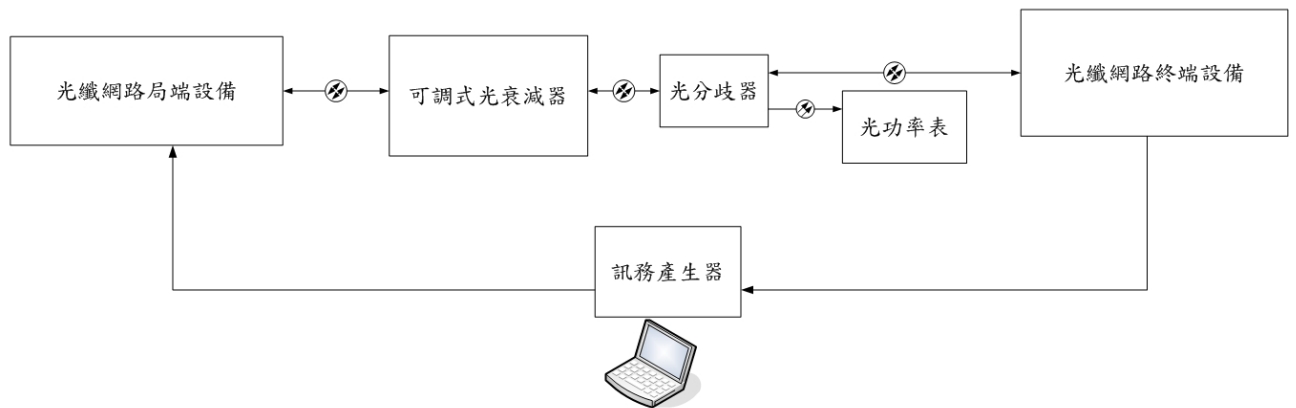 光纖網路局端設備
可調式光衰減器
光分歧器
光纖網路終端設備
光功率表
訊務產生器